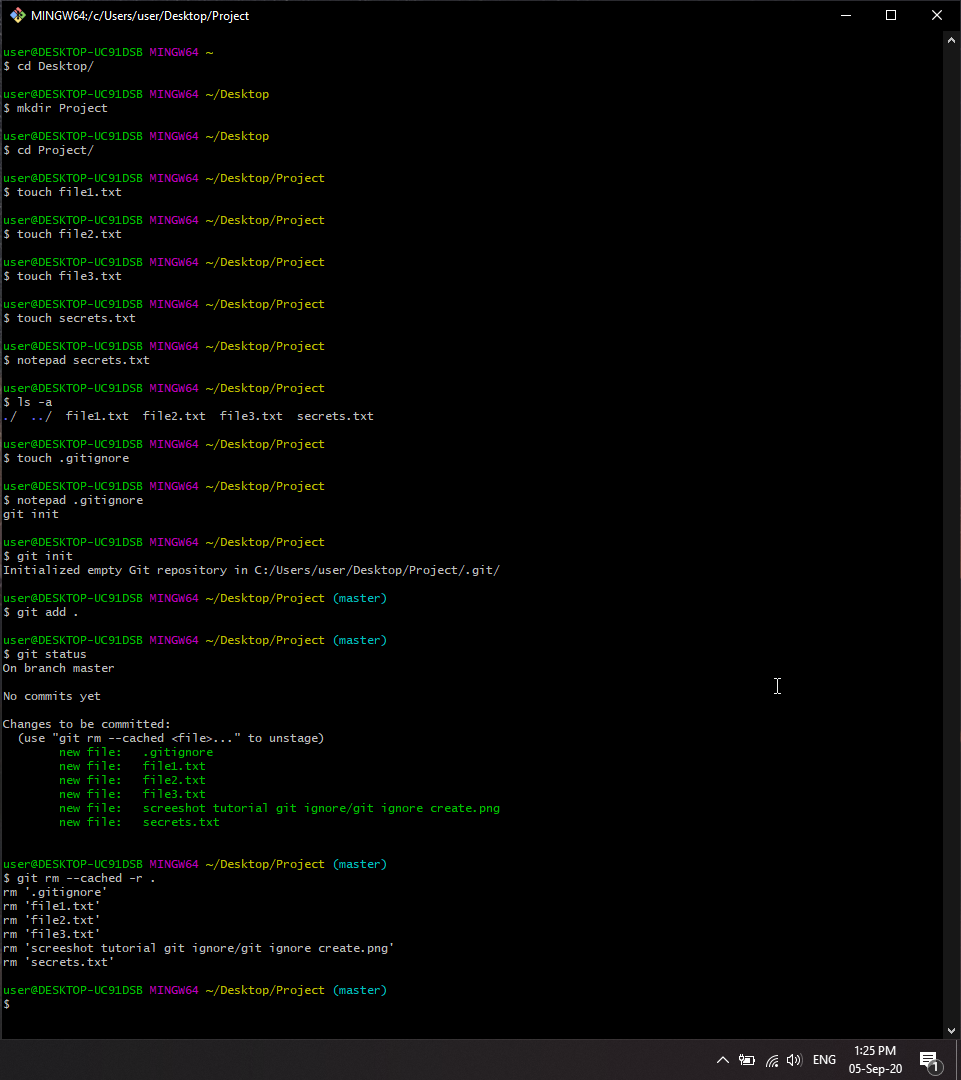 MINGW64:/c/Users/user/Desktop/Project
user@DESKTOP-UC91DSB MINGW64 ~
$ cd Desktop/
user@DESKTOP-UC91DSB MINGW64 ~/Desktop
$ mkdir Project
user@DESKTOP-UC91DSB MINGW64 ~/Desktop
$ cd Project/
user@DESKTOP-UC91DSB MINGW64 ~/Desktop/Project
$ touch file1.txt
user@DESKTOP-UC91DSB MINGW64 ~/Desktop/Project
$ touch file2.txt
user@DESKTOP-UC91DSB MINGW64 ~/Desktop/Project
$ touch file3.txt
user@DESKTOP-UC91DSB MINGW64 ~/Desktop/Project
$ touch secrets.txt
user@DESKTOP-UC91DSB MINGW64 ~/Desktop/Project
$ notepad secrets.txt
user@DESKTOP-UC91DSB MINGW64 ~/Desktop/Project
$ ls -a
./  ../  file1.txt  file2.txt  file3.txt  secrets.txt
user@DESKTOP-UC91DSB MINGW64 ~/Desktop/Project
$ touch .gitignore
user@DESKTOP-UC91DSB MINGW64 ~/Desktop/Project
$ notepad .gitignore
git init
user@DESKTOP-UC91DSB MINGW64 ~/Desktop/Project
$ git init
Initialized empty Git repository in C:/Users/user/Desktop/Project/.git/
user@DESKTOP-UC91DSB MINGW64 ~/Desktop/Project (master)
$ git add .
user@DESKTOP-UC91DSB MINGW64 ~/Desktop/Project (master)
$ git status
On branch master
No commits yet
Changes to be committed:
  (use "git rm --cached <file>..." to unstage)
        new file:   .gitignore
        new file:   file1.txt
        new file:   file2.txt
        new file:   file3.txt
        new file:   screeshot tutorial git ignore/git ignore create.png
        new file:   secrets.txt
user@DESKTOP-UC91DSB MINGW64 ~/Desktop/Project (master)
$ git rm --cached -r .
rm '.gitignore'
rm 'file1.txt'
rm 'file2.txt'
rm 'file3.txt'
rm 'screeshot tutorial git ignore/git ignore create.png'
rm 'secrets.txt'
user@DESKTOP-UC91DSB MINGW64 ~/Desktop/Project (master)
$
ENG
1:25 PM
05-Sep-20
1